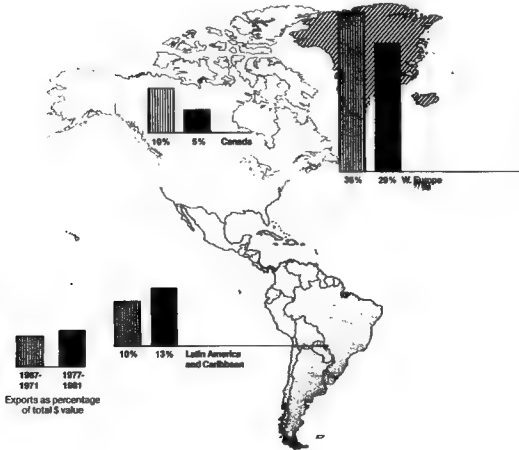 10% 5% Canada
36% 29% W. Europe
10% 13% Latin America
and Caribbean
1967- 1977-
1971 1981
Exports as percentage
of total $ value